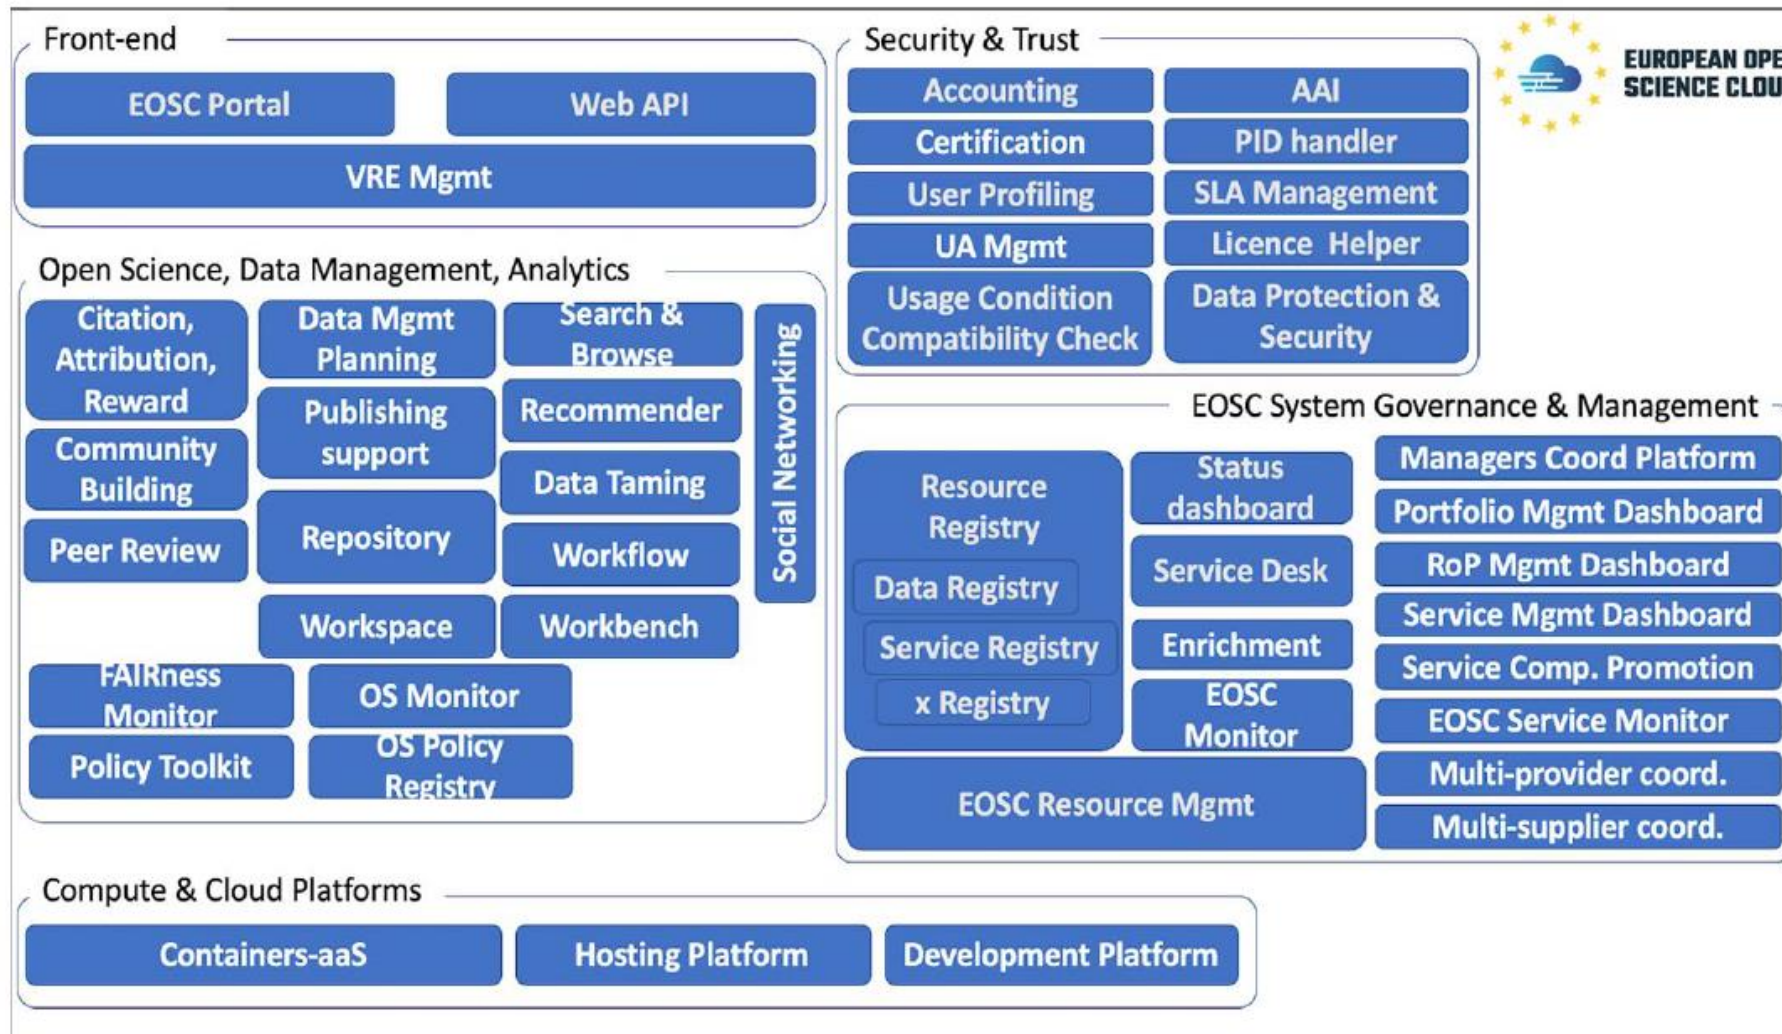 Front-end
EOSC Portal
Web API
VRE Mgmt
Security & Trust
Accounting
AAI
Certification
PID handler
User Profiling
SLA Management
UA Mgmt
Licence Helper
Usage Condition
Compatibility Check
Data Protection &
Security
EUROPEAN OPE
SCIENCE CLOU
Open Science, Data Management, Analytics
Citation,
Attribution,
Reward
Community
Building
Peer Review
Data Mgmt
Planning
Publishing
support
Repository
Workspace
Search &
Browse
Recommender
Data Taming
Workflow
Workbench
Social Networking
FAIRness
Monitor
OS Monitor
Policy Toolkit
OS Policy
Registry
EOSC System Governance & Management
Resource
Registry
Data Registry
Service Registry
x Registry
Status
dashboard
Service Desk
Enrichment
EOSC
Monitor
EOSC Resource Mgmt
Managers Coord Platform
Portfolio Mgmt Dashboard
RoP Mgmt Dashboard
Service Mgmt Dashboard
Service Comp. Promotion
EOSC Service Monitor
Multi-provider coord.
Multi-supplier coord.
Compute & Cloud Platforms
Containers-aaS
Hosting Platform
Development Platform